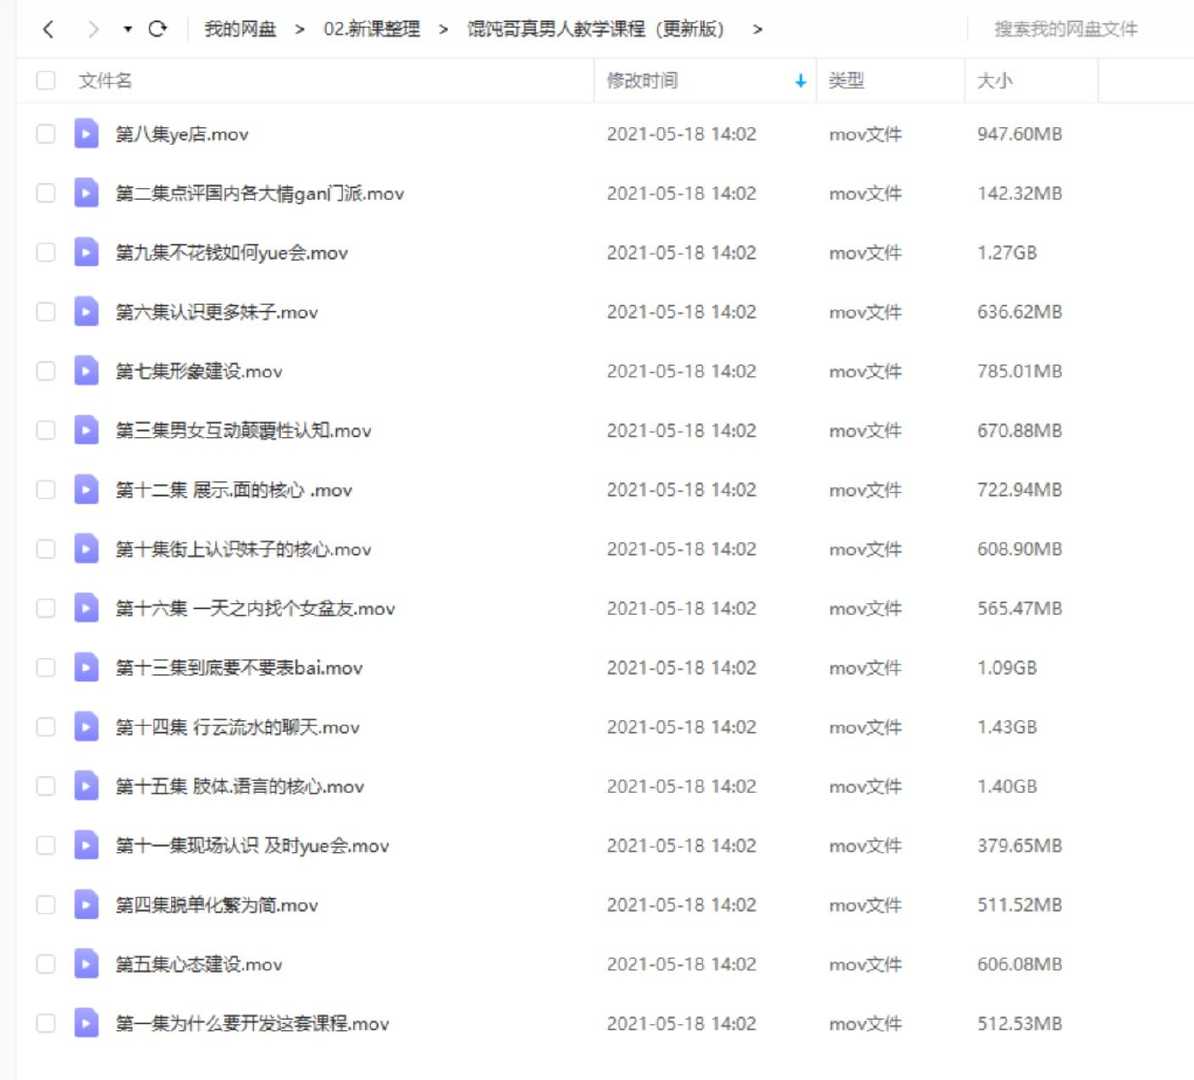 我的网盘 > 02.新课整理 > 馄饨哥真男人教学课程（更新版） > 搜索我的网盘文件
文件名 修改时间 类型 大小
第八集ye店.mov 2021-05-18 14:02 mov文件 947.60MB
第二集点评国内各大情gan门派.mov 2021-05-18 14:02 mov文件 142.32MB
第九集不花钱如何yue会.mov 2021-05-18 14:02 mov文件 1.27GB
第六集认识更多妹子.mov 2021-05-18 14:02 mov文件 636.62MB
第七集形象建设.mov 2021-05-18 14:02 mov文件 785.01MB
第三集男女互动颠覆性认知.mov 2021-05-18 14:02 mov文件 670.88MB
第十二集 展示.面的核心 .mov 2021-05-18 14:02 mov文件 722.94MB
第十集街上认识妹子的核心.mov 2021-05-18 14:02 mov文件 608.90MB
第十六集 一天之内找个女盆友.mov 2021-05-18 14:02 mov文件 565.47MB
第十三集到底要不要表bai.mov 2021-05-18 14:02 mov文件 1.09GB
第十四集 行云流水的聊天.mov 2021-05-18 14:02 mov文件 1.43GB
第十五集 肢体.语言的核心.mov 2021-05-18 14:02 mov文件 1.40GB
第十一集现场认识 及时yue会.mov 2021-05-18 14:02 mov文件 379.65MB
第四集脱单化繁为简.mov 2021-05-18 14:02 mov文件 511.52MB
第五集心态建设.mov 2021-05-18 14:02 mov文件 606.08MB
第一集为什么要开发这套课程.mov 2021-05-18 14:02 mov文件 512.53MB